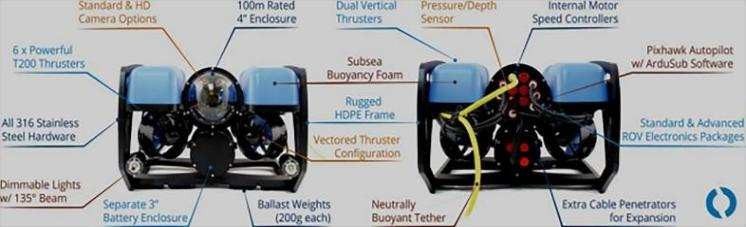 Standard & HD
Camera Options
100m Rated
4" Enclosure
Dual Vertical
Thrusters
Pressure/Depth
Sensor
Internal Motor
Speed Controllers
6 x Powerful
T200 Thrusters
Subsea
Buoyancy Foam
Pixhawk Autopilot
w/ ArduSub Software
All 316 Stainless
Steel Hardware
Rugged
HDPE Frame
Standard & Advanced
ROV Electronics Packages
Vectored Thruster
Configuration
Dimmable Lights
w/ 135° Beam
Separate 3"
Battery Enclosure
Ballast Weights
(200g each)
Neutrally
Buoyant Tether
Extra Cable Penetrators
for Expansion